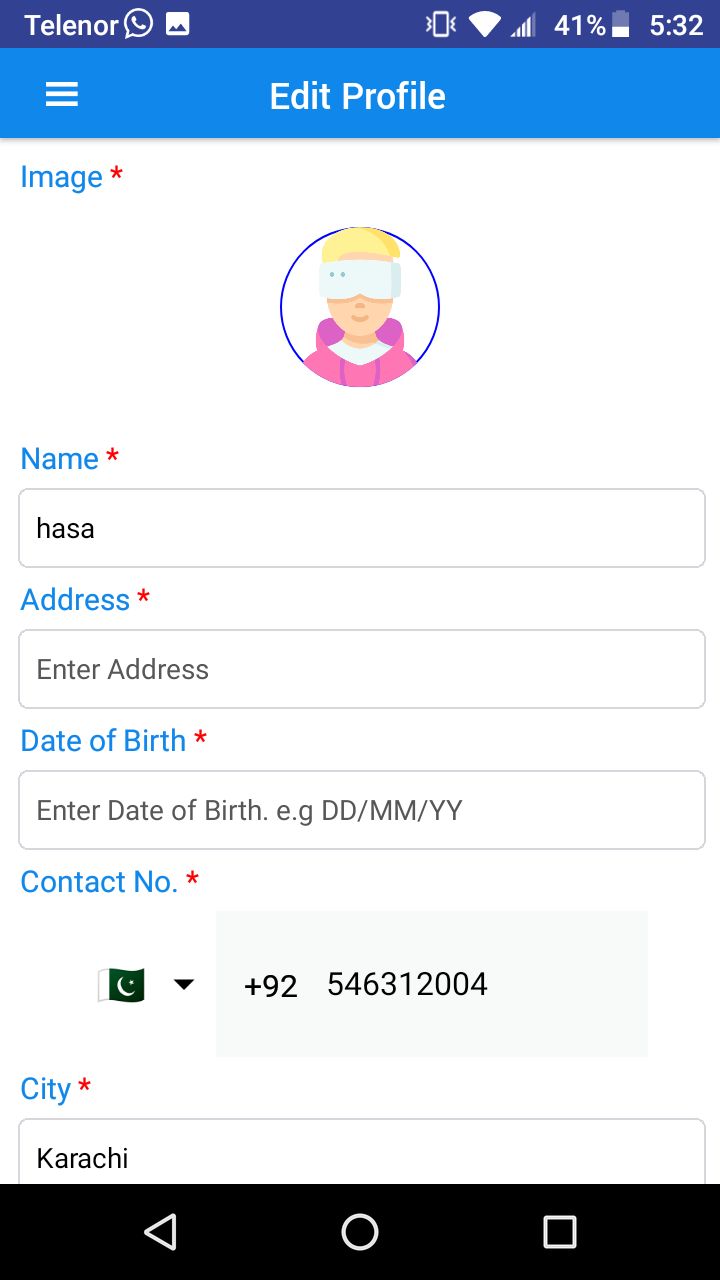 Telenor 41% 5:32
Edit Profile
Image *
Name *
hasa
Address *
Enter Address
Date of Birth *
Enter Date of Birth. e.g DD/MM/YY
Contact No. *
+92 546312004
City *
Karachi